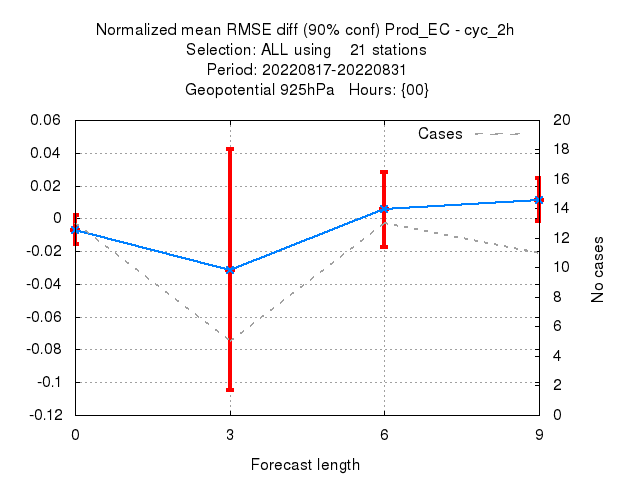 Normalized mean RMSE diff (90% conf) Prod_EC - cyc_2h
Selection: ALL using 21 stations
Period: 20220817-20220831
Geopotential 925hPa Hours: {00}
Cases
0.06
0.04
0.02
0
-0.02
-0.04
-0.06
-0.08
-0.1
-0.12
20
18
16
14
12
10
8
6
4
2
0
No cases
0 3 6 9
Forecast length